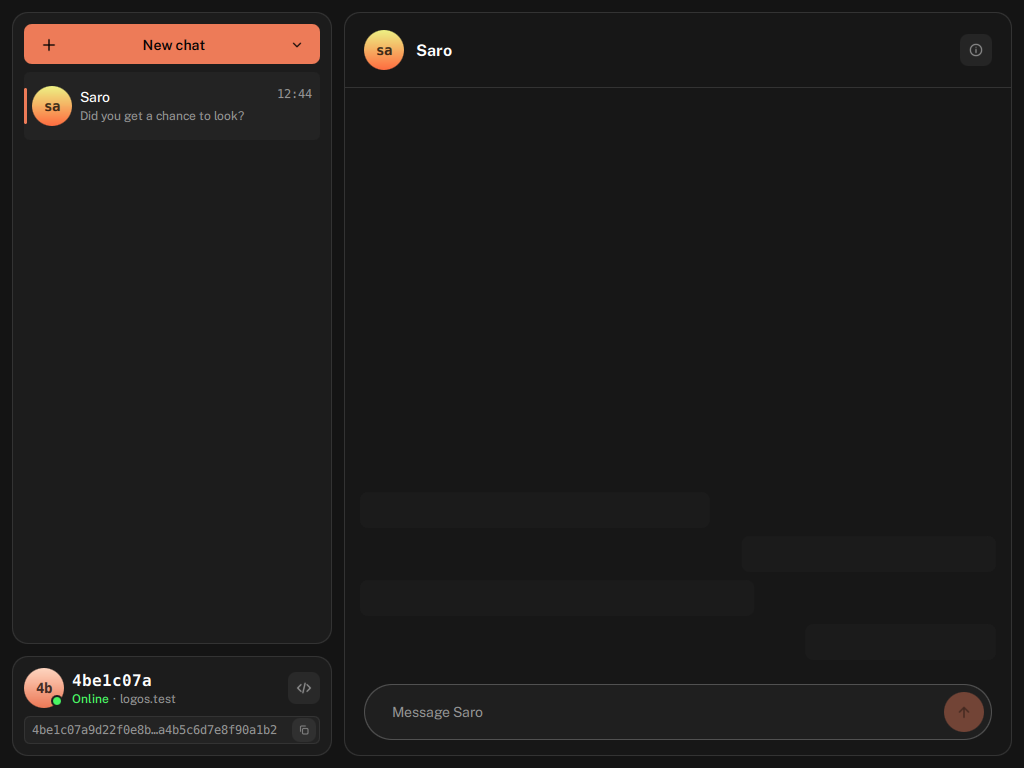 New chat
sa
Saro
12:44
Did you get a chance to look?
4b
4be1c07a
Online · logos.test
4be1c07a9d22f0e8b…a4b5c6d7e8f90a1b2
sa
Saro
Message Saro